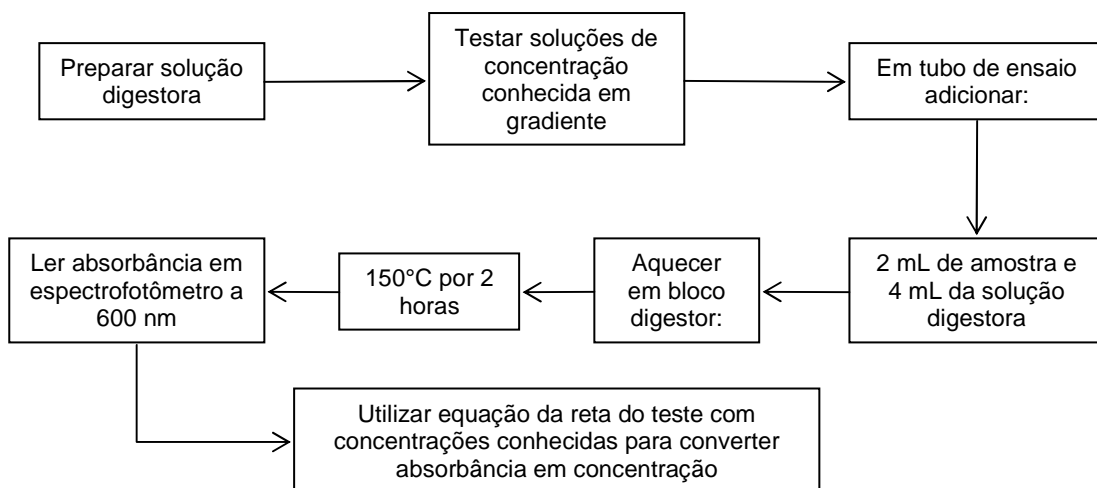 Preparar solução
digestora
Testar soluções de
concentração
conhecida em
gradiente
Em tubo de ensaio
adicionar:
2 mL de amostra e
4 mL da solução
digestora
Aquecer
em bloco
digestor:
150°C por 2
horas
Ler absorbância em
espectrofotômetro a
600 nm
Utilizar equação da reta do teste com
concentrações conhecidas para converter
absorbância em concentração